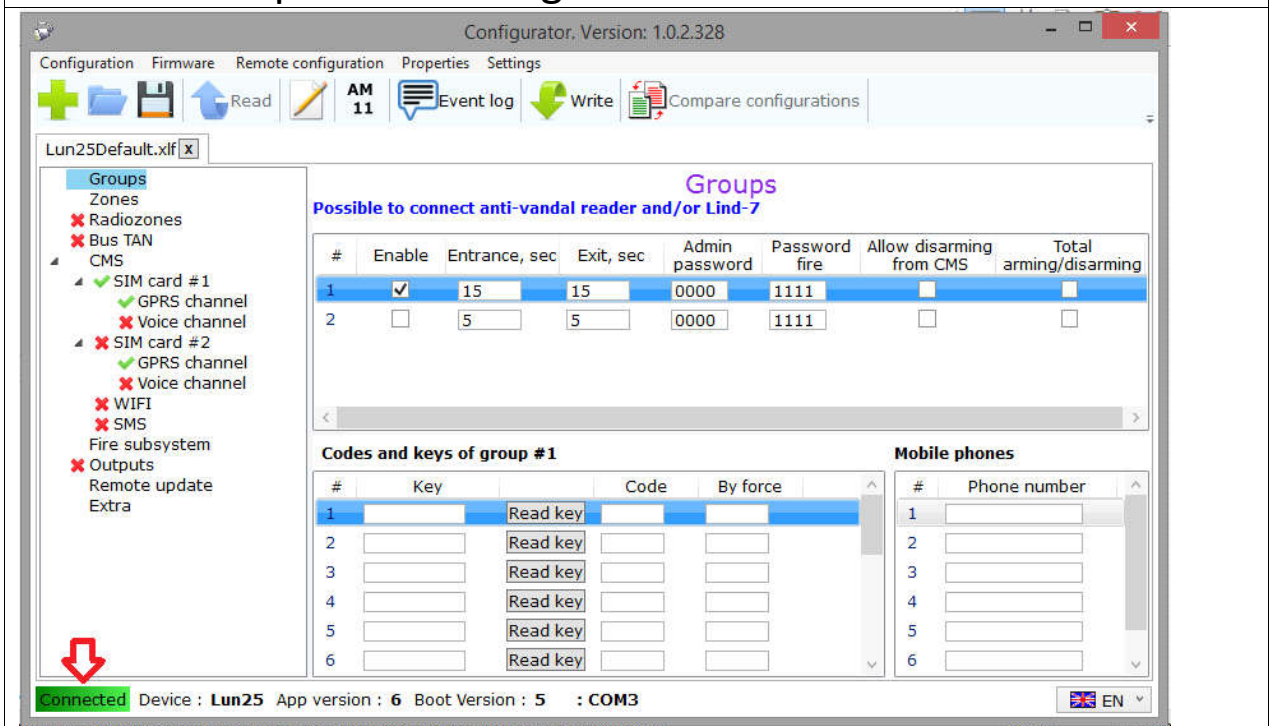 Configurator. Version: 1.0.2.328
Configuration Firmware Remote configuration Properties Settings
Read AM 11 Event log Write Compare configurations
Lun25Default.xlf x
Groups
Zones
Radiozones
Bus TAN
CMS
SIM card #1
GPRS channel
Voice channel
SIM card #2
GPRS channel
Voice channel
WIFI
SMS
Fire subsystem
Outputs
Remote update
Extra
Groups
Possible to connect anti-vandal reader and/or Lind-7
# Enable Entrance, sec Exit, sec Admin password Password fire Allow disarming from CMS Total arming/disarming
1 15 15 0000 1111
2 5 5 0000 1111
Codes and keys of group #1
# Key Code By force
1 Read key
2 Read key
3 Read key
4 Read key
5 Read key
6 Read key
Mobile phones
# Phone number
1
2
3
4
5
6
Connected Device : Lun25 App version : 6 Boot Version : 5 : COM3 EN